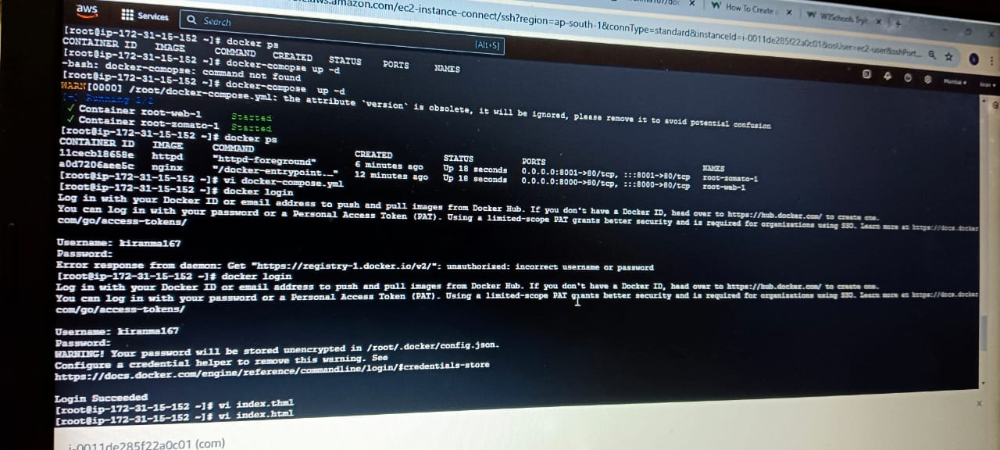 .aws.amazon.com/ec2-instance-connect/ssh?region=ap-south-1&connType=standard&instanceId=i-0011de285f22a0c01&osUser=ec2-user&sshPort...
How To Create a
W3Schools Tryit
aws
Services
Search
[Alt+S]
Mumbai
[root@ip-172-31-15-152 ~]# docker ps
CONTAINER ID IMAGE COMMAND CREATED STATUS PORTS NAMES
[root@ip-172-31-15-152 ~]# docker-comopse up -d
-bash: docker-comopse: command not found
[root@ip-172-31-15-152 ~]# docker-compose up -d
WARN[0000] /root/docker-compose.yml: the attribute `version` is obsolete, it will be ignored, please remove it to avoid potential confusion
[+] Running 2/2
✓ Container root-web-1 Started
✓ Container root-zomato-1 Started
[root@ip-172-31-15-152 ~]# docker ps
CONTAINER ID IMAGE COMMAND CREATED STATUS PORTS NAMES
11cecb18658e httpd "httpd-foreground" 6 minutes ago Up 18 seconds 0.0.0.0:8001->80/tcp, :::8001->80/tcp root-zomato-1
a0d7206aee5c nginx "/docker-entrypoint.…" 12 minutes ago Up 18 seconds 0.0.0.0:8000->80/tcp, :::8000->80/tcp root-web-1
[root@ip-172-31-15-152 ~]# vi docker-compose.yml
[root@ip-172-31-15-152 ~]# docker login
Log in with your Docker ID or email address to push and pull images from Docker Hub. If you don't have a Docker ID, head over to https://hub.docker.com/ to create one.
You can log in with your password or a Personal Access Token (PAT). Using a limited-scope PAT grants better security and is required for organizations using SSO. Learn more at https://docs.docker
com/go/access-tokens/
Username: kiranma167
Password:
Error response from daemon: Get "https://registry-1.docker.io/v2/": unauthorized: incorrect username or password
[root@ip-172-31-15-152 ~]# docker login
Log in with your Docker ID or email address to push and pull images from Docker Hub. If you don't have a Docker ID, head over to https://hub.docker.com/ to create one.
You can log in with your password or a Personal Access Token (PAT). Using a limited-scope PAT grants better security and is required for organizations using SSO. Learn more at https://docs.docker
com/go/access-tokens/
Username: kiranma167
Password:
WARNING! Your password will be stored unencrypted in /root/.docker/config.json.
Configure a credential helper to remove this warning. See
https://docs.docker.com/engine/reference/commandline/login/#credentials-store
Login Succeeded
[root@ip-172-31-15-152 ~]# vi index.thml
[root@ip-172-31-15-152 ~]# vi index.html
i-0011de285f22a0c01 (com)